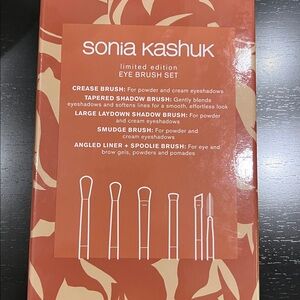 sonia kashuk
limited edition
EYE BRUSH SET
CREASE BRUSH: For powder and cream eyeshadows
TAPERED SHADOW BRUSH: Gently blends
eyeshadows and softens lines for a smooth, effortless look
LARGE LAYDOWN SHADOW BRUSH: For powder
and cream eyeshadows
SMUDGE BRUSH: For powder and
cream eyeshadows
ANGLED LINER + SPOOLIE BRUSH: For eye and
brow gels, powders and pomades